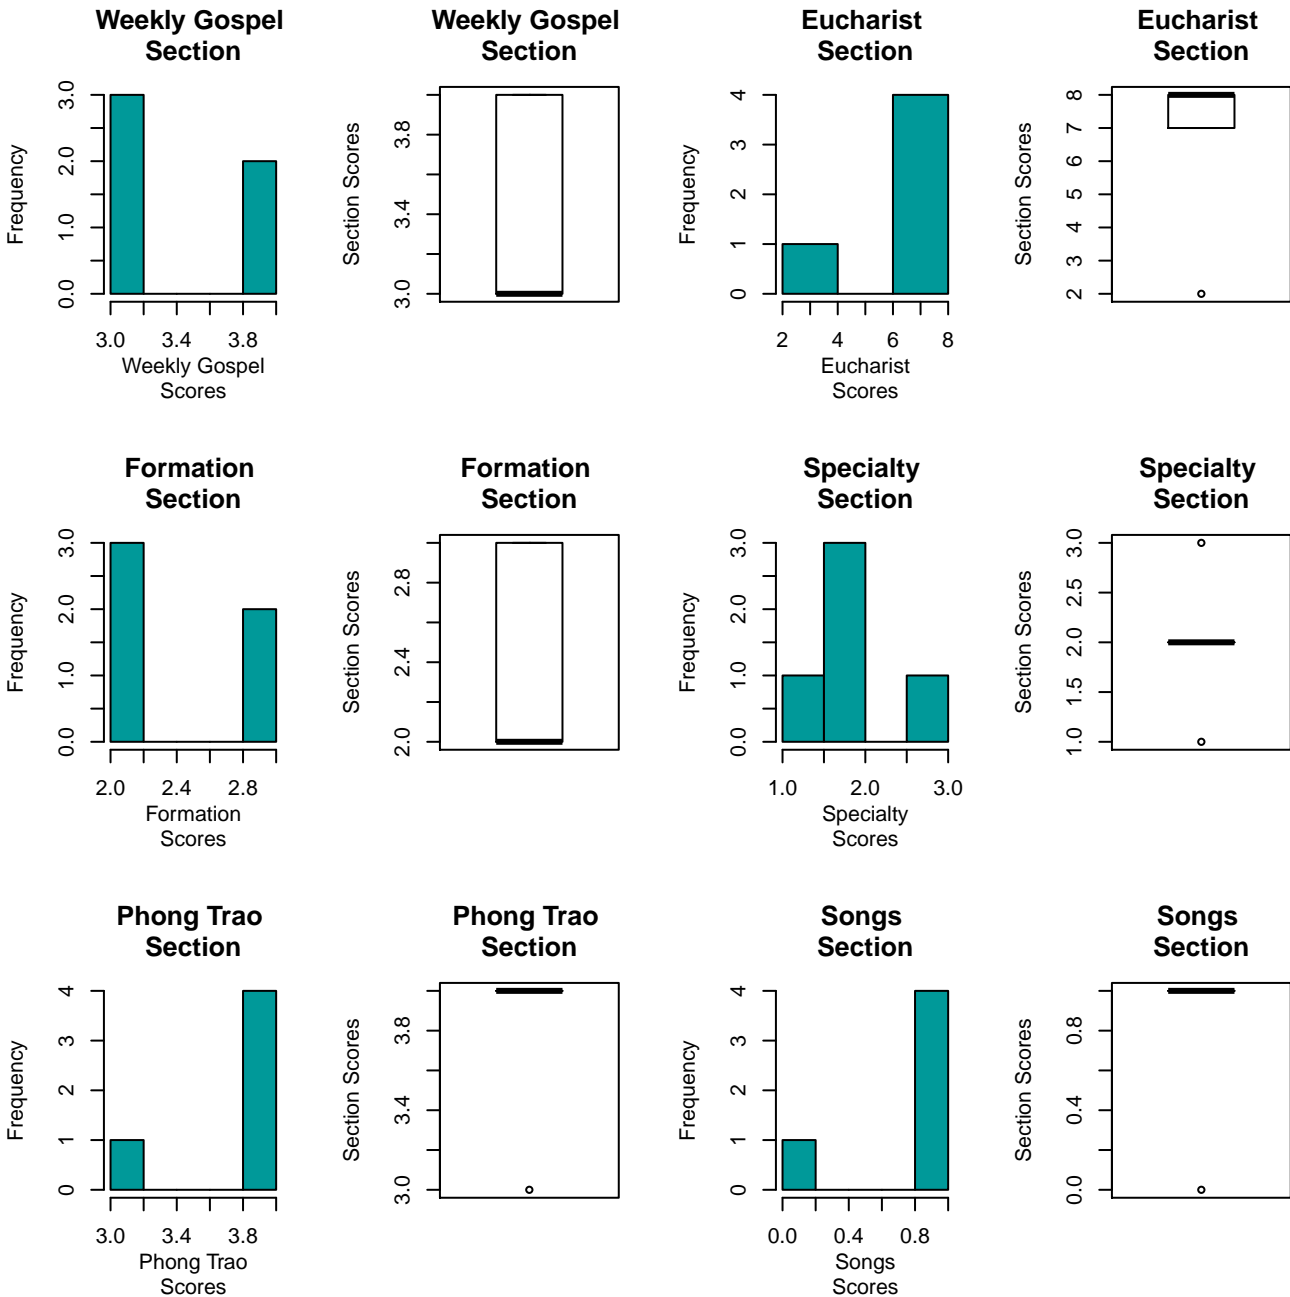 Weekly Gospel
Section
Frequency
3.0
2.0
1.0
0.0
3.0 3.4 3.8
Weekly Gospel
Scores
Weekly Gospel
Section
Section Scores
3.8
3.4
3.0
Eucharist
Section
Frequency
4
3
2
1
0
2 4 6 8
Eucharist
Scores
Eucharist
Section
Section Scores
8
7
6
5
4
3
2
Formation
Section
Frequency
3.0
2.0
1.0
0.0
2.0 2.4 2.8
Formation
Scores
Formation
Section
Section Scores
2.8
2.4
2.0
Specialty
Section
Frequency
3.0
2.0
1.0
0.0
1.0 2.0 3.0
Specialty
Scores
Specialty
Section
Section Scores
3.0
2.5
2.0
1.5
1.0
Phong Trao
Section
Frequency
4
3
2
1
0
3.0 3.4 3.8
Phong Trao
Scores
Phong Trao
Section
Section Scores
3.8
3.4
3.0
Songs
Section
Frequency
4
3
2
1
0
0.0 0.4 0.8
Songs
Scores
Songs
Section
Section Scores
0.8
0.4
0.0